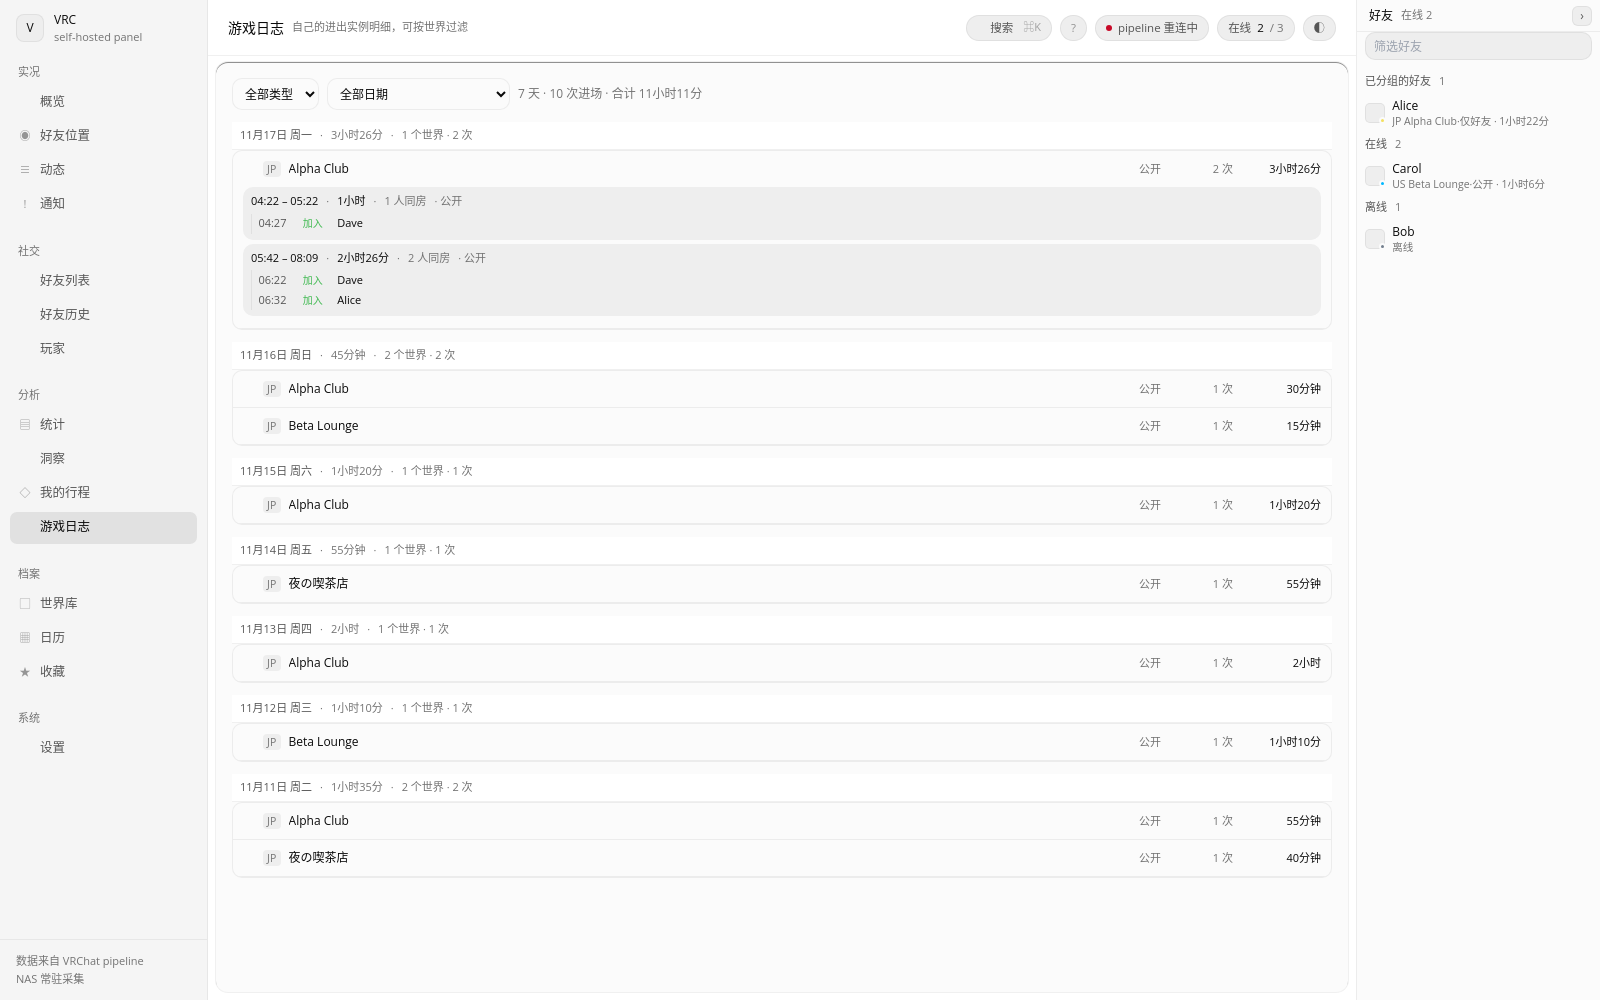 V
VRC
self-hosted panel
实况
概览
好友位置
动态
通知
社交
好友列表
好友历史
玩家
分析
统计
洞察
我的行程
游戏日志
档案
世界库
日历
收藏
系统
设置
数据来自 VRChat pipeline
NAS 常驻采集
游戏日志 自己的进出实例明细，可按世界过滤
搜索 ⌘K
?
pipeline 重连中
在线 2 / 3
全部类型 全部日期 7 天 · 10 次进场 · 合计 11小时11分
11月17日 周一 · 3小时26分 · 1 个世界 · 2 次
JP Alpha Club 公开 2 次 3小时26分
04:22 – 05:22 · 1小时 · 1 人同房 · 公开
04:27 加入 Dave
05:42 – 08:09 · 2小时26分 · 2 人同房 · 公开
06:22 加入 Dave
06:32 加入 Alice
11月16日 周日 · 45分钟 · 2 个世界 · 2 次
JP Alpha Club 公开 1 次 30分钟
JP Beta Lounge 公开 1 次 15分钟
11月15日 周六 · 1小时20分 · 1 个世界 · 1 次
JP Alpha Club 公开 1 次 1小时20分
11月14日 周五 · 55分钟 · 1 个世界 · 1 次
JP 夜の喫茶店 公开 1 次 55分钟
11月13日 周四 · 2小时 · 1 个世界 · 1 次
JP Alpha Club 公开 1 次 2小时
11月12日 周三 · 1小时10分 · 1 个世界 · 1 次
JP Beta Lounge 公开 1 次 1小时10分
11月11日 周二 · 1小时35分 · 2 个世界 · 2 次
JP Alpha Club 公开 1 次 55分钟
JP 夜の喫茶店 公开 1 次 40分钟
好友 在线 2 ›
筛选好友
已分组的好友 1
Alice
JP Alpha Club·仅好友 · 1小时22分
在线 2
Carol
US Beta Lounge·公开 · 1小时6分
离线 1
Bob
离线